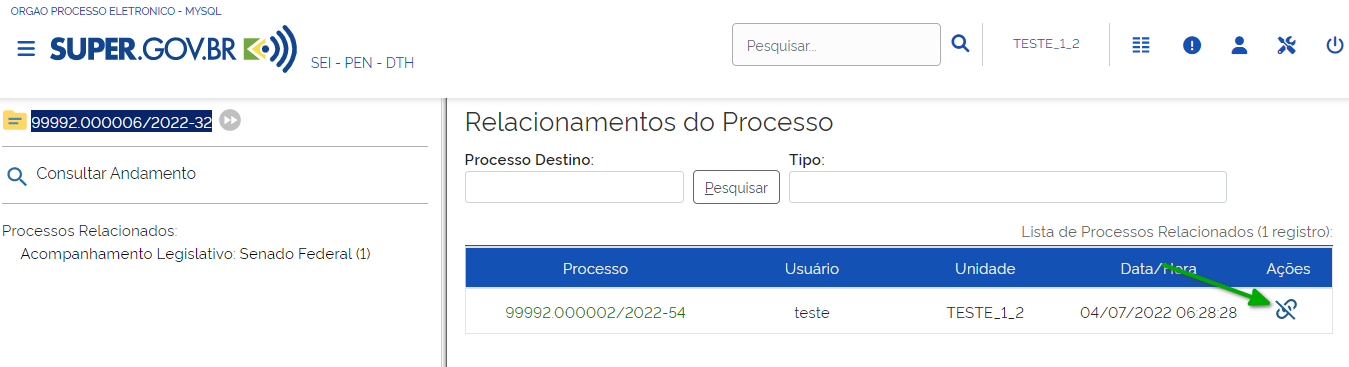 ORGAO PROCESSO ELETRONICO - MYSQL
SUPER.GOV.BR
SEI - PEN - DTH
Pesquisar...
TESTE_1_2
99992.000006/2022-32
Consultar Andamento
Processos Relacionados:
Acompanhamento Legislativo: Senado Federal (1)
Relacionamentos do Processo
Processo Destino: Tipo:
Pesquisar
Lista de Processos Relacionados (1 registro):
Processo Usuário Unidade Data/Hora Ações
99992.000002/2022-54 teste TESTE_1_2 04/07/2022 06:28:28